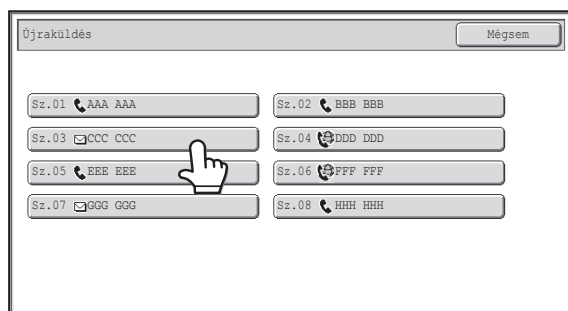 Újraküldés Mégsem
Sz.01 AAA AAA Sz.02 BBB BBB
Sz.03 CCC CCC Sz.04 DDD DDD
Sz.05 EEE EEE Sz.06 FFF FFF
Sz.07 GGG GGG Sz.08 HHH HHH